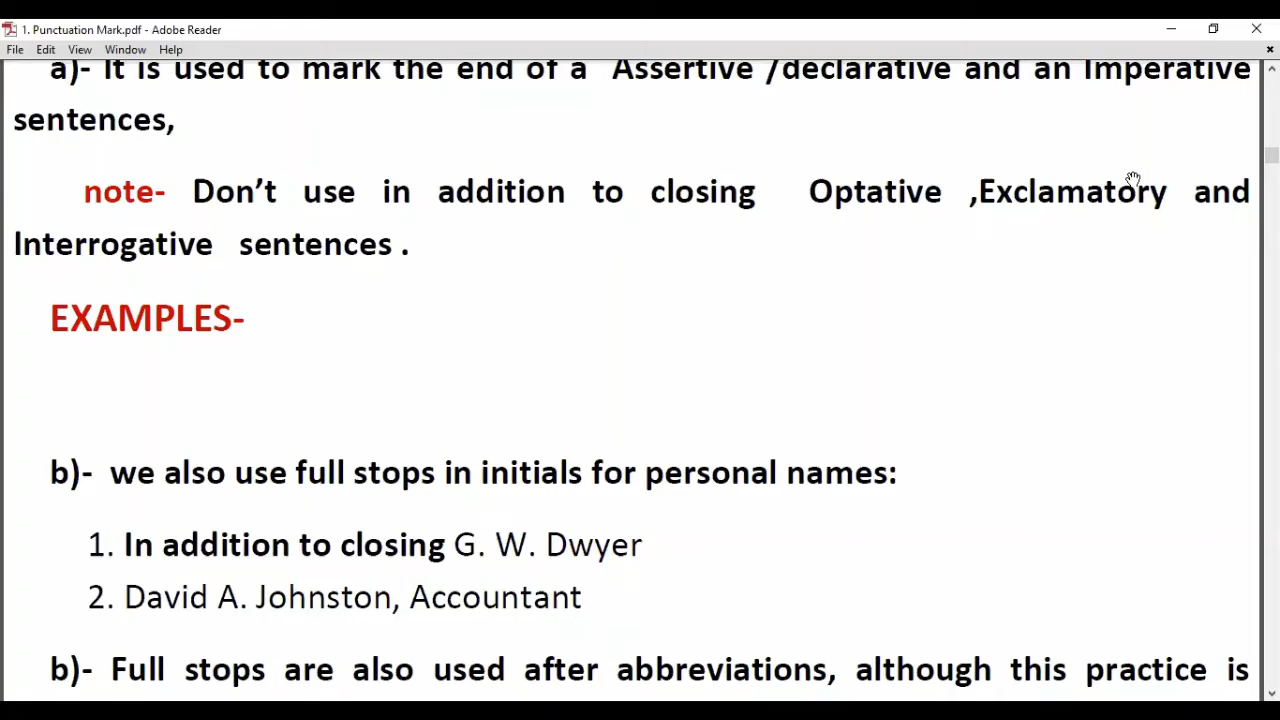 1. Punctuation Mark.pdf - Adobe Reader
File Edit View Window Help
a)- It is used to mark the end of a Assertive /declarative and an Imperative
sentences,
note- Don’t use in addition to closing Optative ,Exclamatory and
Interrogative sentences .
EXAMPLES-
b)- we also use full stops in initials for personal names:
1. In addition to closing G. W. Dwyer
2. David A. Johnston, Accountant
b)- Full stops are also used after abbreviations, although this practice is